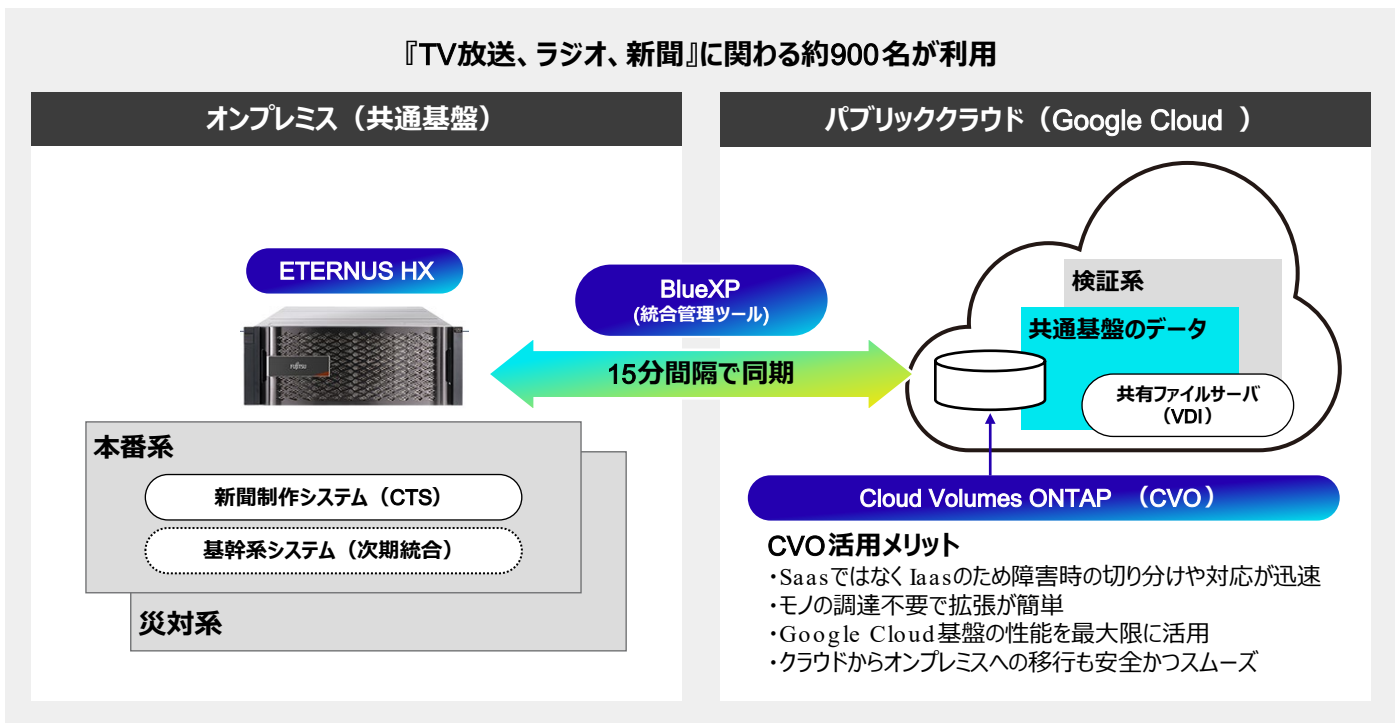 『TV放送、ラジオ、新聞』に関わる約900名が利用
オンプレミス（共通基盤）
ETERNUS HX
FUJITSU
本番系
新聞制作システム（CTS）
基幹系システム（次期統合）
災対系
BlueXP
(統合管理ツール)
15分間隔で同期
パブリッククラウド（Google Cloud ）
検証系
共通基盤のデータ
共有ファイルサーバ
（VDI）
Cloud Volumes ONTAP （CVO）
CVO活用メリット
・SaasではなくIaasのため障害時の切り分けや対応が迅速
・モノの調達不要で拡張が簡単
・Google Cloud基盤の性能を最大限に活用
・クラウドからオンプレミスへの移行も安全かつスムーズ